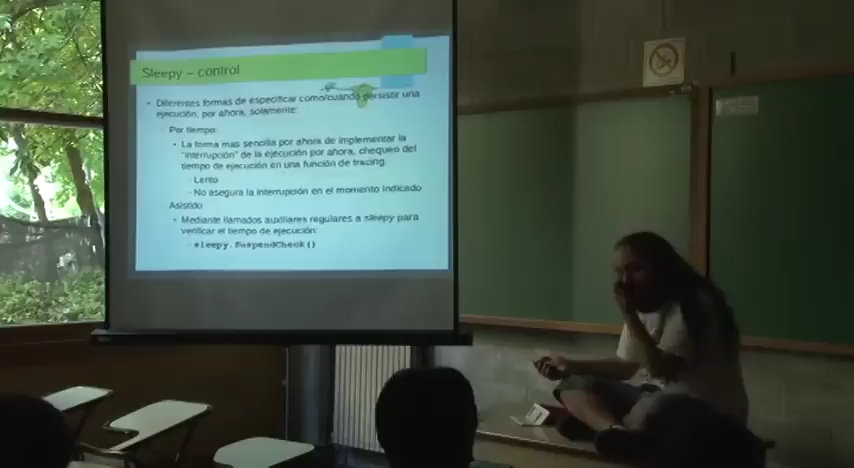 Sleepy – control
Diferentes formas de especificar como/cuando persistir una
ejecución, por ahora, solamente:
Por tiempo:
La forma mas sencilla por ahora de implementar la
"interrupción" de la ejecución por ahora, chequeo del
tiempo de ejecución en una función de tracing.
Lento
No asegura la interrupción en el momento indicado
Asistido
Mediante llamados auxiliares regulares a sleepy para
verificar el tiempo de ejecución:
sleepy.SuspendCheck()